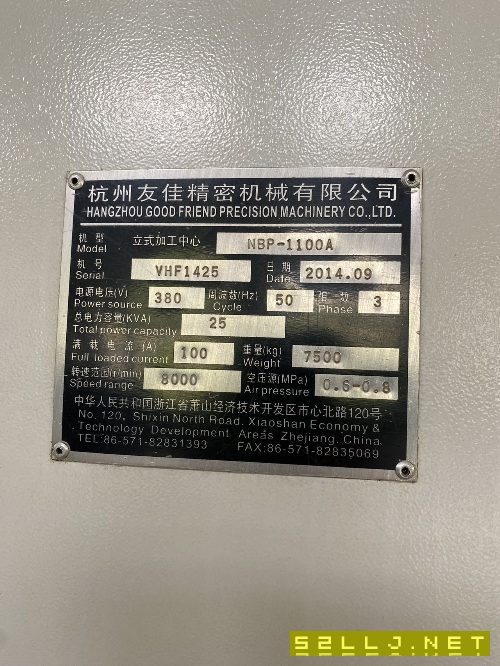 杭州友佳精密机械有限公司
HANGZHOU GOOD FRIEND PRECISION MACHINERY CO.,LTD.
机型 立式加工中心 NBP-1100A
Model
机号 VHF1425 日期 2014.09
Serial Date
电源电压(V) 380 周波数(Hz) 50 相数 3
Power source Cycle Phase
总电方容量(KVA) 25
Total power capacity
满载电流(A) 100 重量(kg) 7500
Full loaded current Weight
转速范围(r/min) 8000 空压源(MPa) 0.6-0.8
Speed range Air pressure
中华人民共和国浙江省萧山经济技术开发区市心北路120号
No. 120, Shixin North Road, Xiaoshan Economy &
Technology Development Areas Zhejiang, China
TEL:86-571-82831393 FAX:86-571-82835069
52LLJ.NET